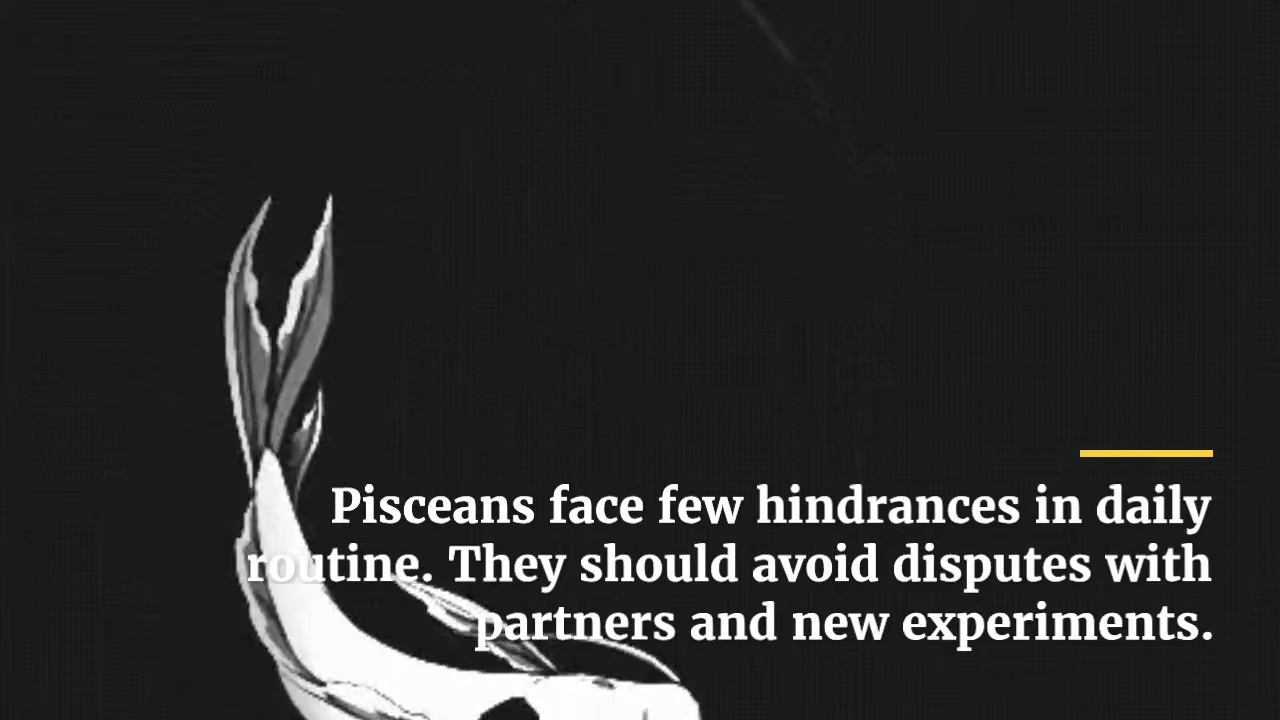 Pisceans face few hindrances in daily
routine. They should avoid disputes with
partners and new experiments.